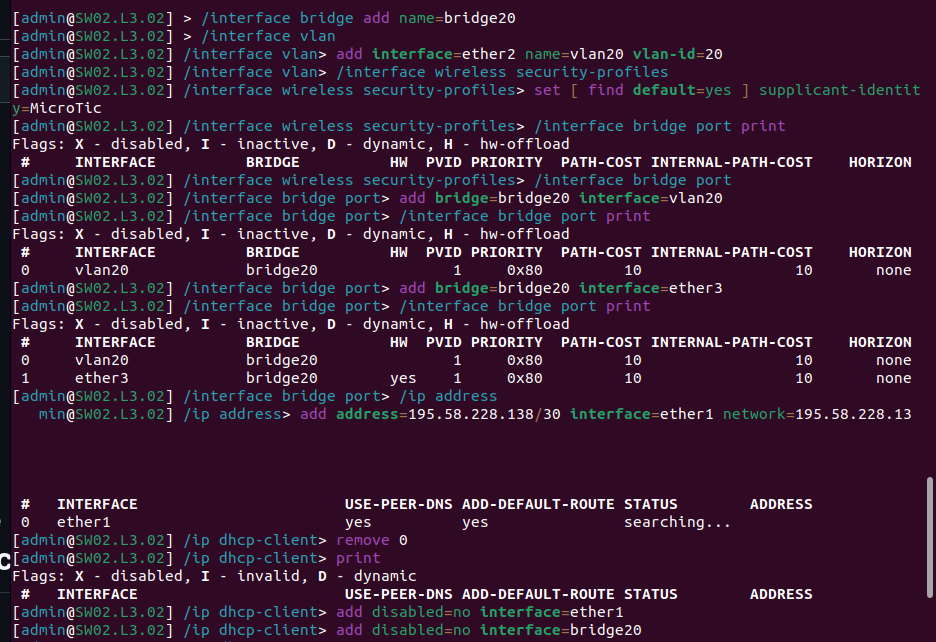 [admin@SW02.L3.02] > /interface bridge add name=bridge20
[admin@SW02.L3.02] > /interface vlan
[admin@SW02.L3.02] /interface vlan> add interface=ether2 name=vlan20 vlan-id=20
[admin@SW02.L3.02] /interface vlan> /interface wireless security-profiles
[admin@SW02.L3.02] /interface wireless security-profiles> set [ find default=yes ] supplicant-identit
y=MicroTic
[admin@SW02.L3.02] /interface wireless security-profiles> /interface bridge port print
Flags: X - disabled, I - inactive, D - dynamic, H - hw-offload
# INTERFACE BRIDGE HW PVID PRIORITY PATH-COST INTERNAL-PATH-COST HORIZON
[admin@SW02.L3.02] /interface wireless security-profiles> /interface bridge port
[admin@SW02.L3.02] /interface bridge port> add bridge=bridge20 interface=vlan20
[admin@SW02.L3.02] /interface bridge port> /interface bridge port print
Flags: X - disabled, I - inactive, D - dynamic, H - hw-offload
# INTERFACE BRIDGE HW PVID PRIORITY PATH-COST INTERNAL-PATH-COST HORIZON
0 vlan20 bridge20 1 0x80 10 10 none
[admin@SW02.L3.02] /interface bridge port> add bridge=bridge20 interface=ether3
[admin@SW02.L3.02] /interface bridge port> /interface bridge port print
Flags: X - disabled, I - inactive, D - dynamic, H - hw-offload
# INTERFACE BRIDGE HW PVID PRIORITY PATH-COST INTERNAL-PATH-COST HORIZON
0 vlan20 bridge20 1 0x80 10 10 none
1 ether3 bridge20 yes 1 0x80 10 10 none
[admin@SW02.L3.02] /interface bridge port> /ip address
min@SW02.L3.02] /ip address> add address=195.58.228.138/30 interface=ether1 network=195.58.228.13
# INTERFACE USE-PEER-DNS ADD-DEFAULT-ROUTE STATUS ADDRESS
0 ether1 yes yes searching...
[admin@SW02.L3.02] /ip dhcp-client> remove 0
[admin@SW02.L3.02] /ip dhcp-client> print
Flags: X - disabled, I - invalid, D - dynamic
# INTERFACE USE-PEER-DNS ADD-DEFAULT-ROUTE STATUS ADDRESS
[admin@SW02.L3.02] /ip dhcp-client> add disabled=no interface=ether1
[admin@SW02.L3.02] /ip dhcp-client> add disabled=no interface=bridge20